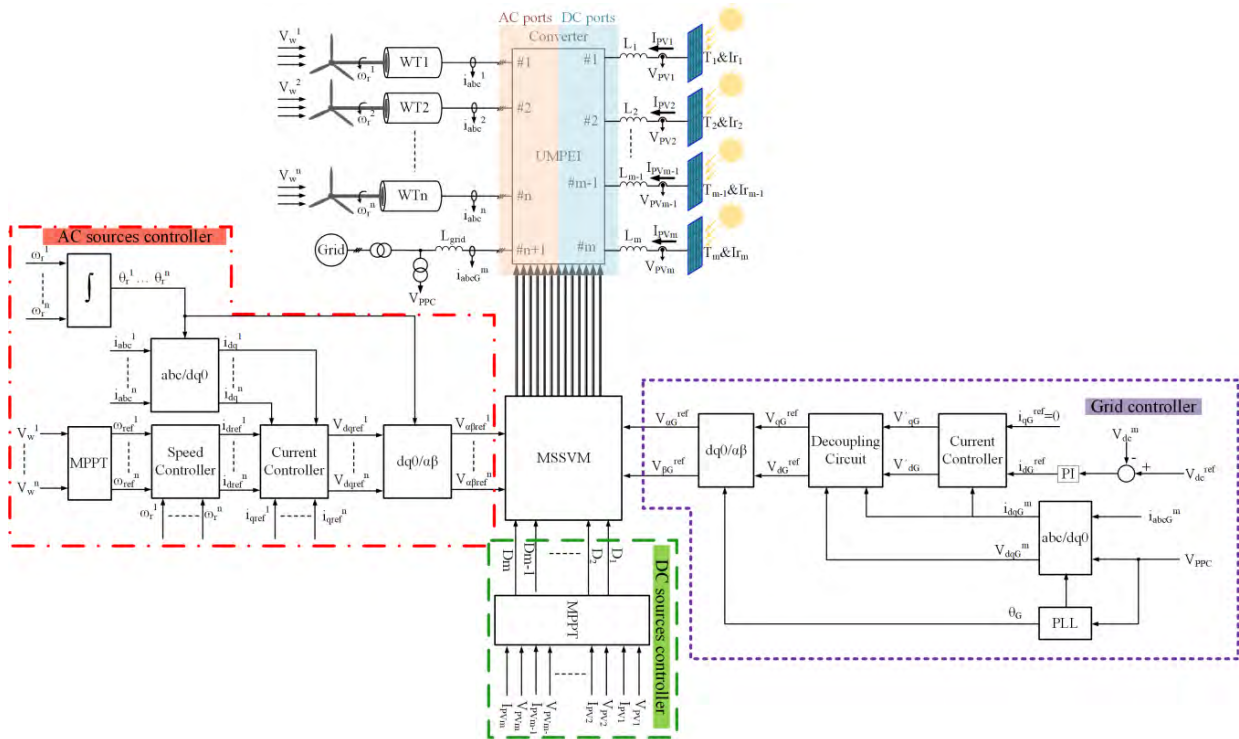 AC ports DC ports
Converter
V_w^1
ω_r^1
WT1
i_abc^1
#1
#1
L_1
I_PV1
V_PV1
T_1&Ir_1
V_w^2
ω_r^2
WT2
i_abc^2
#2
#2
L_2
I_PV2
V_PV2
T_2&Ir_2
UMPEI
V_w^n
ω_r^n
WTn
i_abc^n
#n
#m-1
L_m-1
I_PVm-1
V_PVm-1
T_m-1&Ir_m-1
Grid
L_grid
i_abcG^m
V_PPC
#n+1
#m
L_m
I_PVm
V_PVm
T_m&Ir_m
AC sources controller
ω_r^1
ω_r^n
∫
θ_r^1 ... θ_r^n
i_abc^1
i_abc^n
abc/dq0
i_dq^1
i_dq^n
V_w^1
V_w^n
MPPT
ω_ref^1
ω_ref^n
Speed
Controller
ω_r^1
ω_r^n
i_dref^1
i_dref^n
Current
Controller
i_qref^1
i_qref^n
V_dqref^1
V_dqref^n
dq0/αβ
V_αβref^1
V_αβref^n
MSSVM
Grid controller
V_αG^ref
V_βG^ref
dq0/αβ
V_qG^ref
V_dG^ref
Decoupling
Circuit
V'_qG
V'_dG
Current
Controller
i_qG^ref=0
i_dG^ref
PI
V_dc^m
-
+
V_dc^ref
i_dqG^m
V_dqG^m
abc/dq0
i_abcG^m
V_PPC
θ_G
PLL
DC sources controller
Dm
Dm-1
D_2
D_1
MPPT
I_PVm
V_PVm
I_PVm-1
V_PVm-
I_PV2
V_PV2
I_PV1
V_PV1